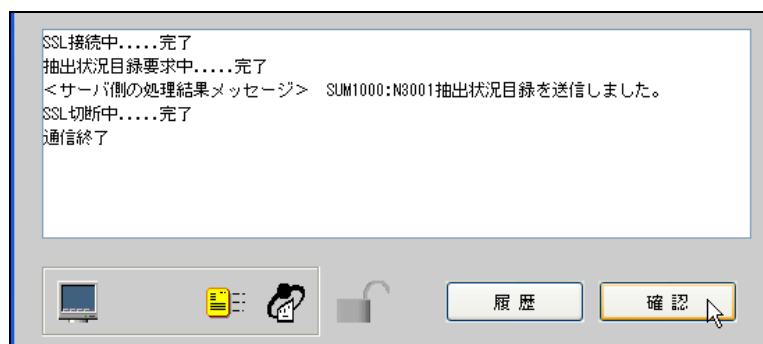 SSL接続中.....完了
抽出状況目録要求中.....完了
＜サーバ側の処理結果メッセージ＞　SUM1000:N3001抽出状況目録を送信しました。
SSL切断中.....完了
通信終了
履 歴
確 認